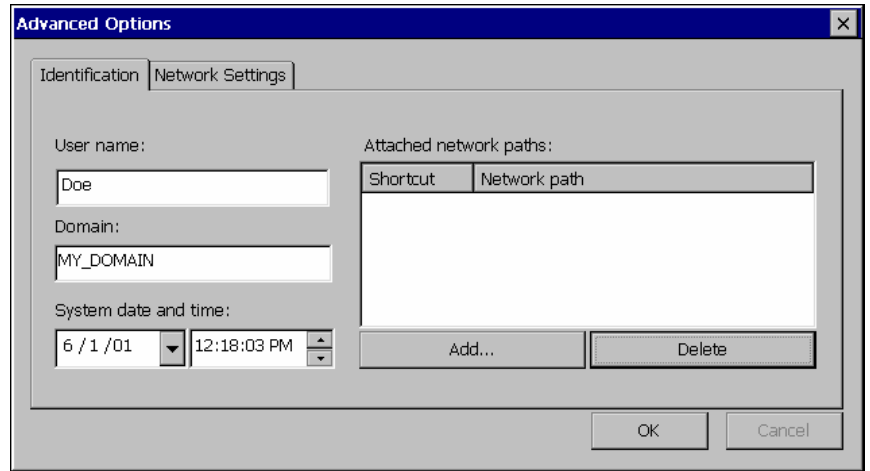 Advanced Options
Identification Network Settings
User name:
Doe
Domain:
MY_DOMAIN
System date and time:
6 / 1 /01 12:18:03 PM
Attached network paths:
Shortcut Network path
Add... Delete
OK Cancel